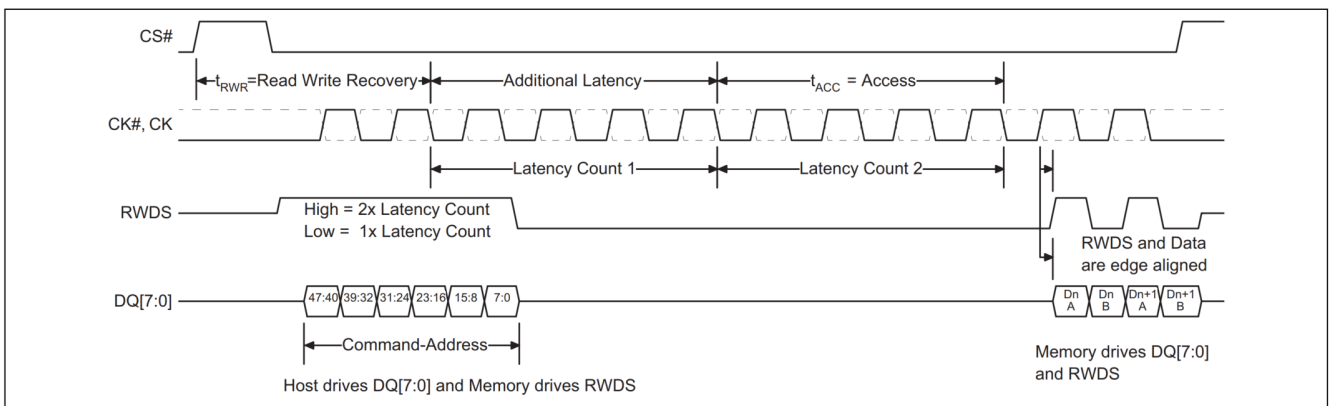 CS#
t_RWR=Read Write Recovery
Additional Latency
t_ACC = Access
CK#, CK
Latency Count 1
Latency Count 2
RWDS
High = 2x Latency Count
Low = 1x Latency Count
RWDS and Data
are edge aligned
DQ[7:0]
47:40 39:32 31:24 23:16 15:8 7:0
Dn Dn Dn+1 Dn+1
A B A B
Command-Address
Memory drives DQ[7:0]
and RWDS
Host drives DQ[7:0] and Memory drives RWDS